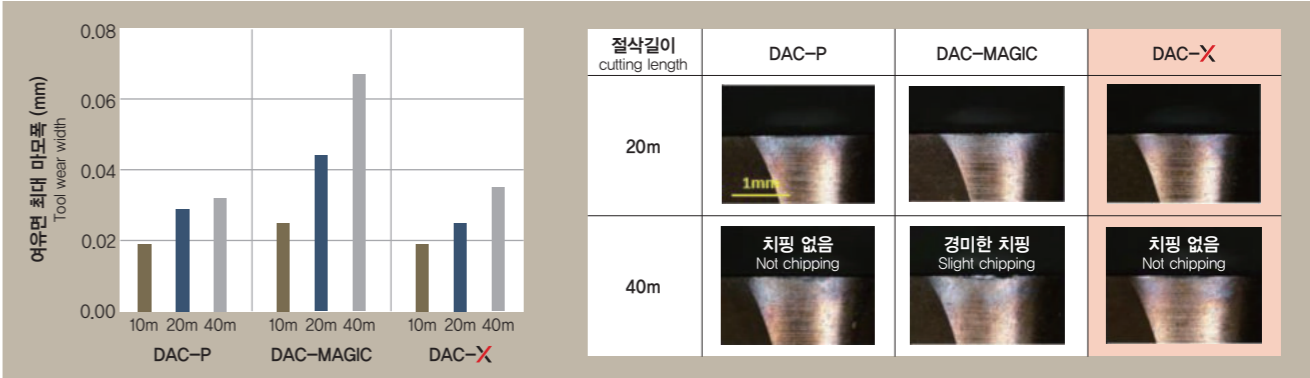 0.08
0.06
0.04
0.02
0.00
여유면 최대 마모폭 (mm)
Tool wear width
10m 20m 40m 10m 20m 40m 10m 20m 40m
DAC-P DAC-MAGIC DAC-X
절삭길이 DAC-P DAC-MAGIC DAC-X
cutting length
20m
1mm
40m
치핑 없음 경미한 치핑 치핑 없음
Not chipping Slight chipping Not chipping